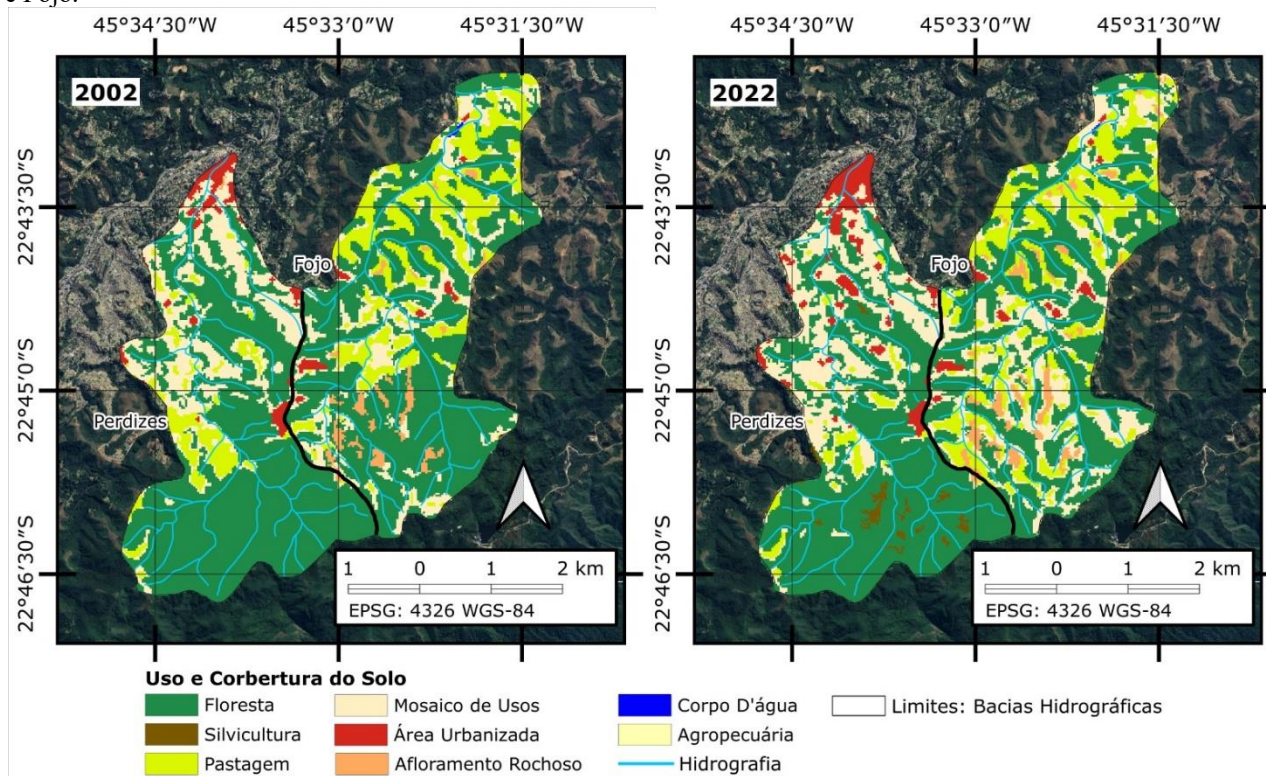 e Fojo.
45°34′30″W 45°33′0″W 45°31′30″W
45°34′30″W 45°33′0″W 45°31′30″W
2002
2022
22°43′30″S
22°43′30″S
Fojo
Fojo
22°45′0″S
22°45′0″S
Perdizes
Perdizes
22°46′30″S
22°46′30″S
1 0 1 2 km
EPSG: 4326 WGS-84
1 0 1 2 km
EPSG: 4326 WGS-84
Uso e Corbertura do Solo
Floresta
Mosaico de Usos
Corpo D'água
Limites: Bacias Hidrográficas
Silvicultura
Área Urbanizada
Agropecuária
Pastagem
Afloramento Rochoso
Hidrografia